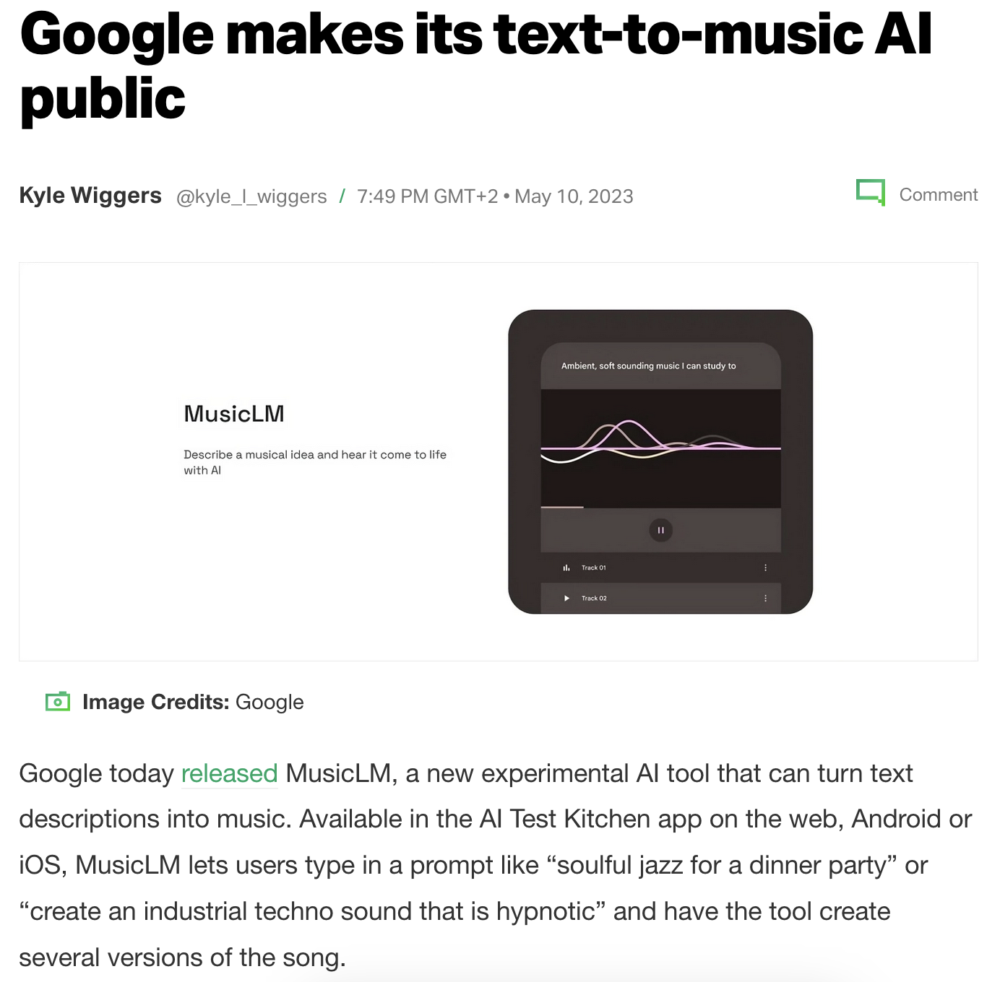 Google makes its text-to-music AI
public
Kyle Wiggers @kyle_l_wiggers / 7:49 PM GMT+2 • May 10, 2023
Comment
MusicLM
Describe a musical idea and hear it come to life
with AI
Ambient, soft sounding music I can study to
Track 01
Track 02
Image Credits: Google
Google today released MusicLM, a new experimental AI tool that can turn text
descriptions into music. Available in the AI Test Kitchen app on the web, Android or
iOS, MusicLM lets users type in a prompt like “soulful jazz for a dinner party” or
“create an industrial techno sound that is hypnotic” and have the tool create
several versions of the song.